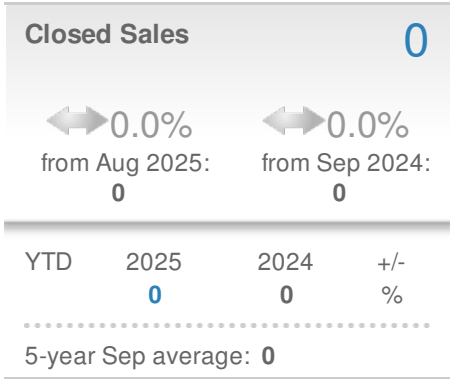 Closed Sales 0
0.0% 0.0%
from Aug 2025: from Sep 2024:
0 0
YTD 2025 2024 +/-
0 0 %
5-year Sep average: 0